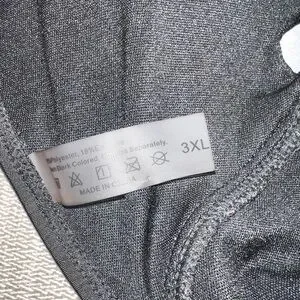 Polyester, 18%
Dark Colored, Separately.
3XL
MADE IN